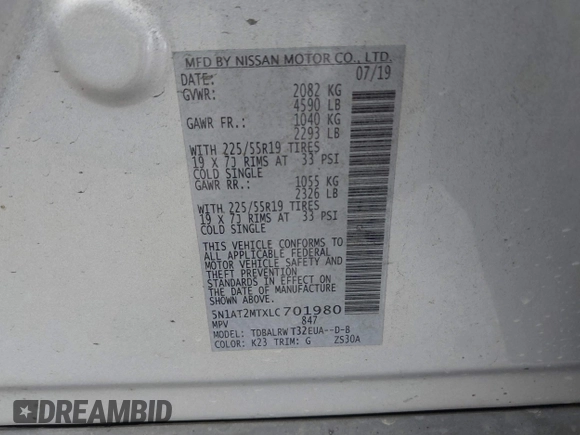 MFD BY NISSAN MOTOR CO., LTD.
DATE: 07/19
GVWR: 2082 KG
4590 LB
GAWR FR.: 1040 KG
2293 LB
WITH 225/55R19 TIRES
19 X 7J RIMS AT 33 PSI
COLD SINGLE
GAWR RR.: 1055 KG
2326 LB
WITH 225/55R19 TIRES
19 X 7J RIMS AT 33 PSI
COLD SINGLE
THIS VEHICLE CONFORMS TO
ALL APPLICABLE FEDERAL
MOTOR VEHICLE SAFETY AND
THEFT PREVENTION
STANDARDS IN EFFECT ON
THE DATE OF MANUFACTURE
SHOWN ABOVE.
5N1AT2MTXLC701980
MPV 847
MODEL: TDBALRWT32EUA--D-B
COLOR: K23 TRIM: G ZS30A
DREAMBID